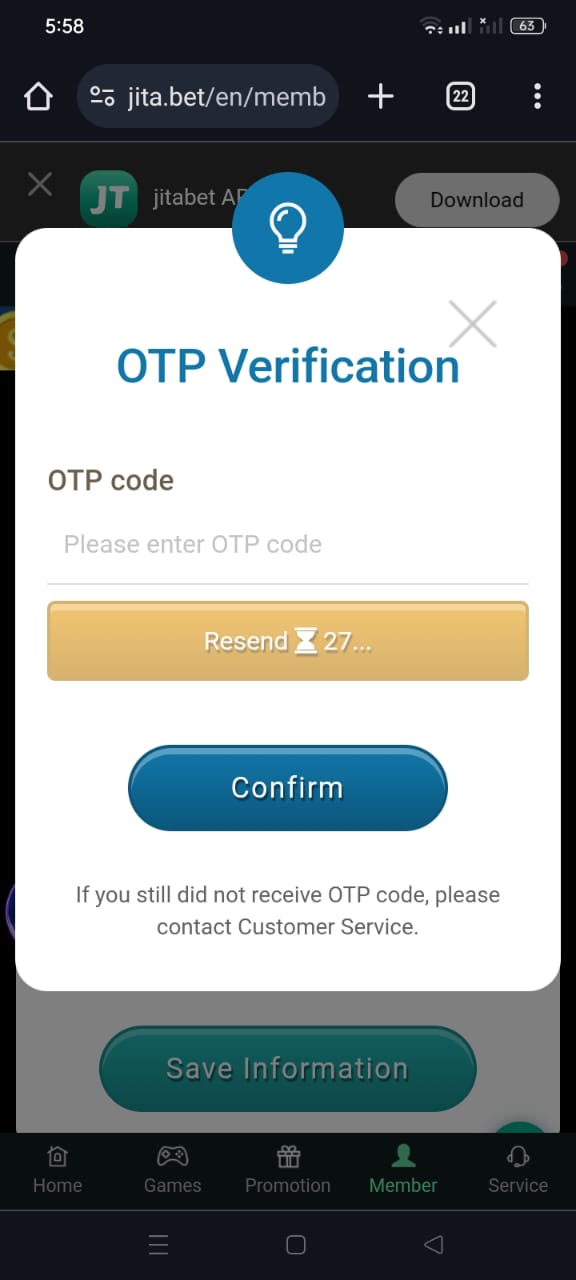 5:58
63
jita.bet/en/memb
22
JT
jitabet AP
Download
OTP Verification
OTP code
Please enter OTP code
Resend 27...
Confirm
If you still did not receive OTP code, please
contact Customer Service.
Save Information
Home
Games
Promotion
Member
Service